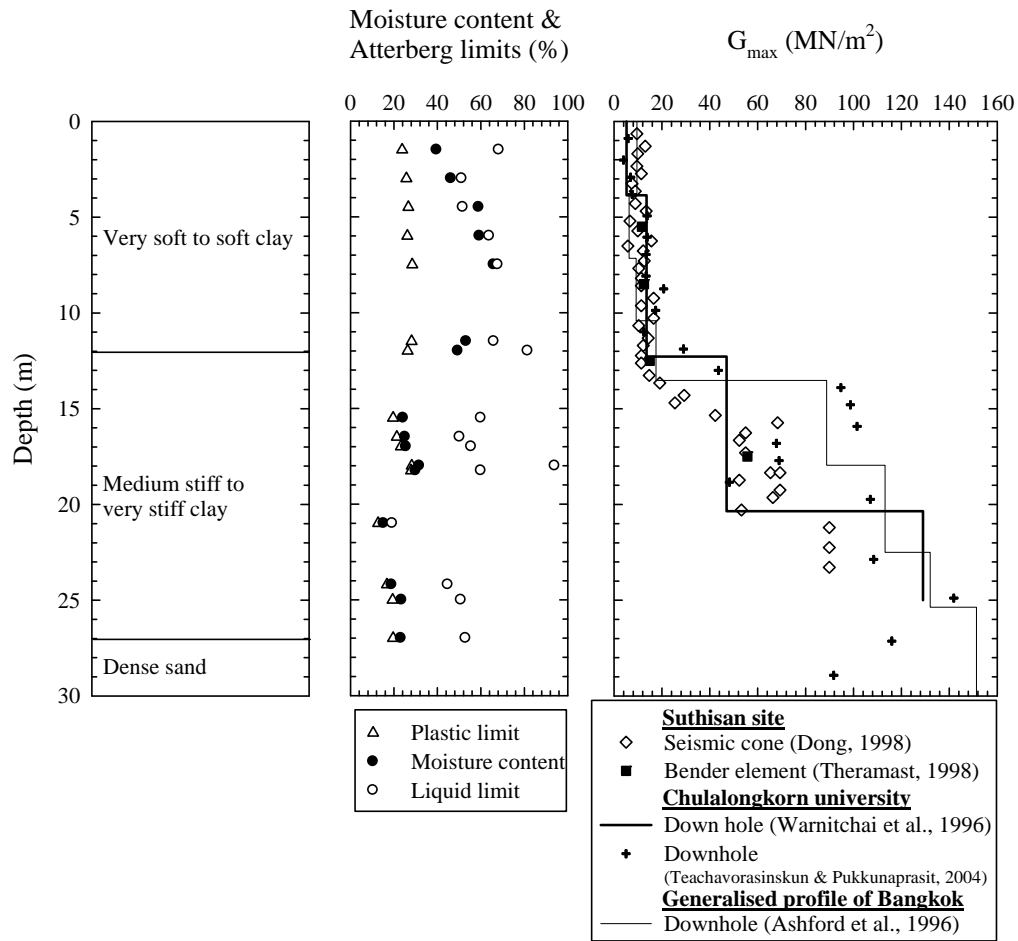 Moisture content &
Atterberg limits (%)
G_max (MN/m²)
0 20 40 60 80 100
0 20 40 60 80 100 120 140 160
Depth (m)
0
5
10
15
20
25
30
Very soft to soft clay
Medium stiff to
very stiff clay
Dense sand
Plastic limit
Moisture content
Liquid limit
Suthisan site
Seismic cone (Dong, 1998)
Bender element (Theramast, 1998)
Chulalongkorn university
Down hole (Warnitchai et al., 1996)
Downhole
(Teachavorasinskun & Pukkunaprasit, 2004)
Generalised profile of Bangkok
Downhole (Ashford et al., 1996)